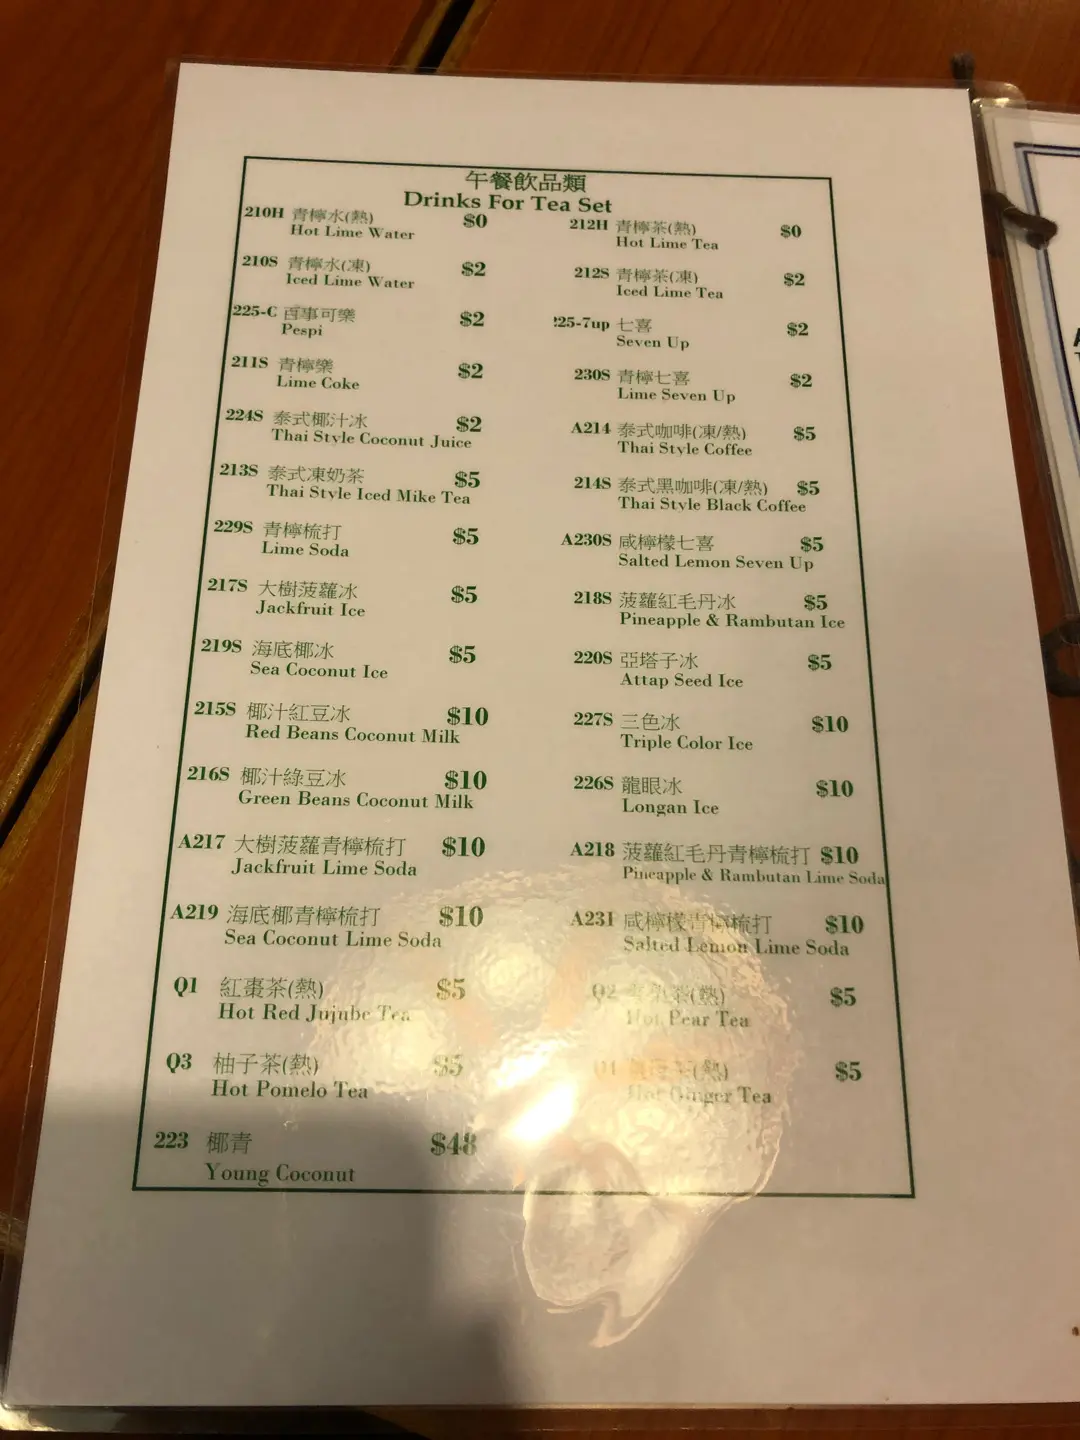 午餐飲品類
Drinks For Tea Set
210H 青檸水(熱) $0
Hot Lime Water
212H 青檸茶(熱) $0
Hot Lime Tea
210S 青檸水(凍) $2
Iced Lime Water
212S 青檸茶(凍) $2
Iced Lime Tea
225-C 百事可樂 $2
Pespi
25-7up 七喜 $2
Seven Up
211S 青檸樂 $2
Lime Coke
230S 青檸七喜 $2
Lime Seven Up
224S 泰式椰汁冰 $2
Thai Style Coconut Juice
A214 泰式咖啡(凍/熱) $5
Thai Style Coffee
213S 泰式凍奶茶 $5
Thai Style Iced Mike Tea
214S 泰式黑咖啡(凍/熱) $5
Thai Style Black Coffee
229S 青檸梳打 $5
Lime Soda
A230S 咸檸檬七喜 $5
Salted Lemon Seven Up
217S 大樹菠蘿冰 $5
Jackfruit Ice
218S 菠蘿紅毛丹冰 $5
Pineapple & Rambutan Ice
219S 海底椰冰 $5
Sea Coconut Ice
220S 亞塔子冰 $5
Attap Seed Ice
215S 椰汁紅豆冰 $10
Red Beans Coconut Milk
227S 三色冰 $10
Triple Color Ice
216S 椰汁綠豆冰 $10
Green Beans Coconut Milk
226S 龍眼冰 $10
Longan Ice
A217 大樹菠蘿青檸梳打 $10
Jackfruit Lime Soda
A218 菠蘿紅毛丹青檸梳打 $10
Pineapple & Rambutan Lime Soda
A219 海底椰青檸梳打 $10
Sea Coconut Lime Soda
A231 咸檸檬青檸梳打 $10
Salted Lemon Lime Soda
Q1 紅棗茶(熱) $5
Hot Red Jujube Tea
Q2 茶(熱) $5
Hot Pear Tea
Q3 柚子茶(熱) $5
Hot Pomelo Tea
(熱) $5
Hot Ginger Tea
223 椰青 $48
Young Coconut